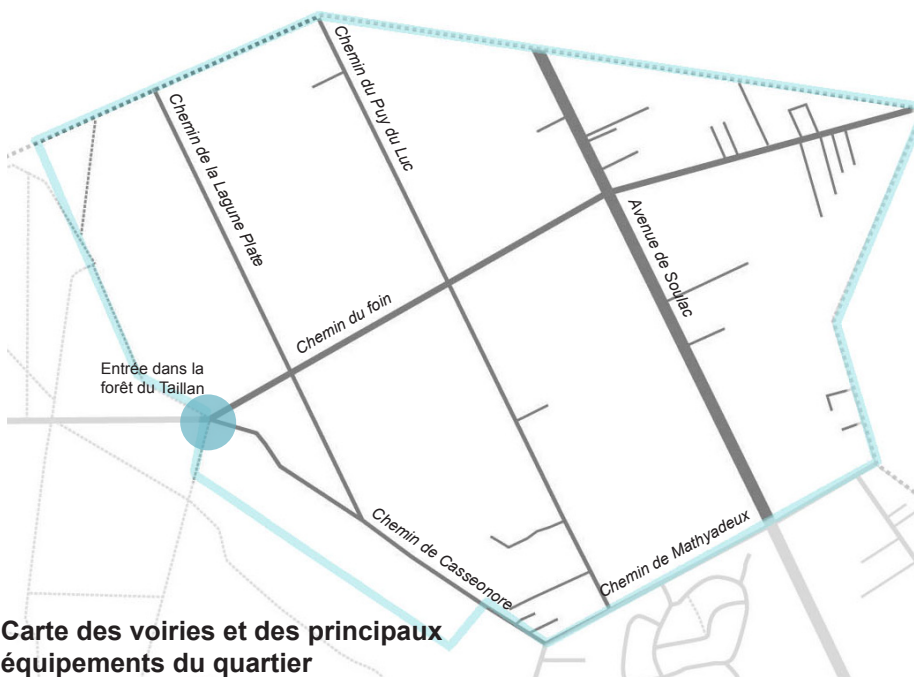 Chemin du Puy du Luc
Chemin de la Lagune Plate
Avenue de Soulac
Chemin du foin
Entrée dans la
forêt du Taillan
Chemin de Casseonore
Chemin de Mathyadeux
Carte des voiries et des principaux
équipements du quartier